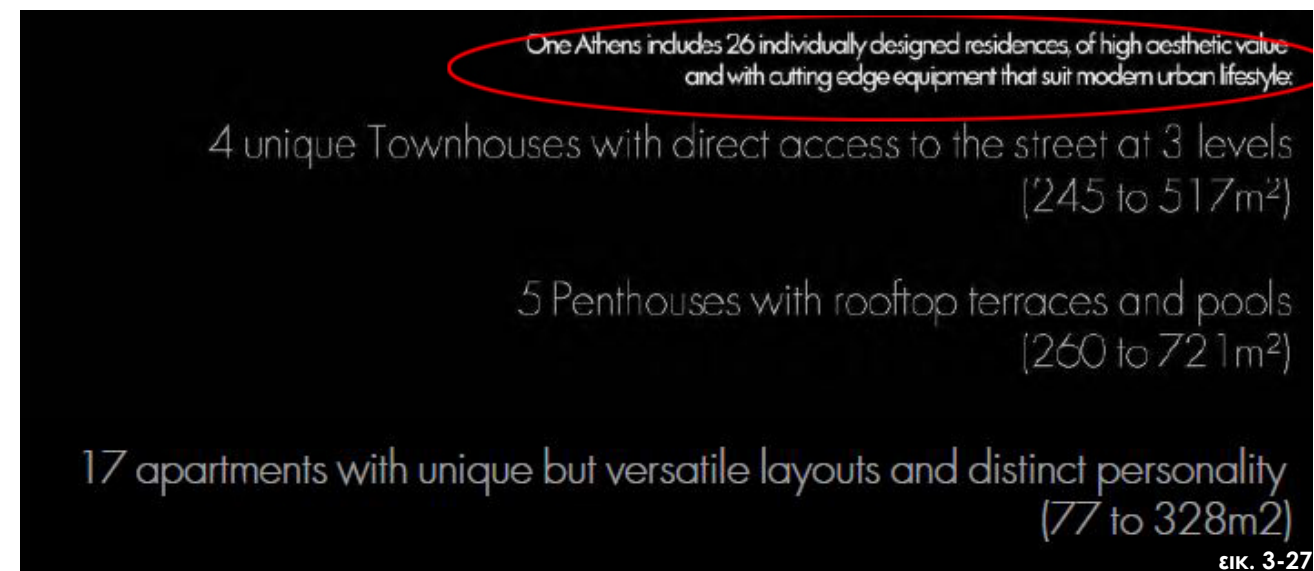 One Athens includes 26 individually designed residences, of high aesthetic value
and with cutting edge equipment that suit modern urban lifestyle:
4 unique Townhouses with direct access to the street at 3 levels
(245 to 517m²)
5 Penthouses with rooftop terraces and pools
(260 to 721m²)
17 apartments with unique but versatile layouts and distinct personality
(77 to 328m2)
εικ. 3-27